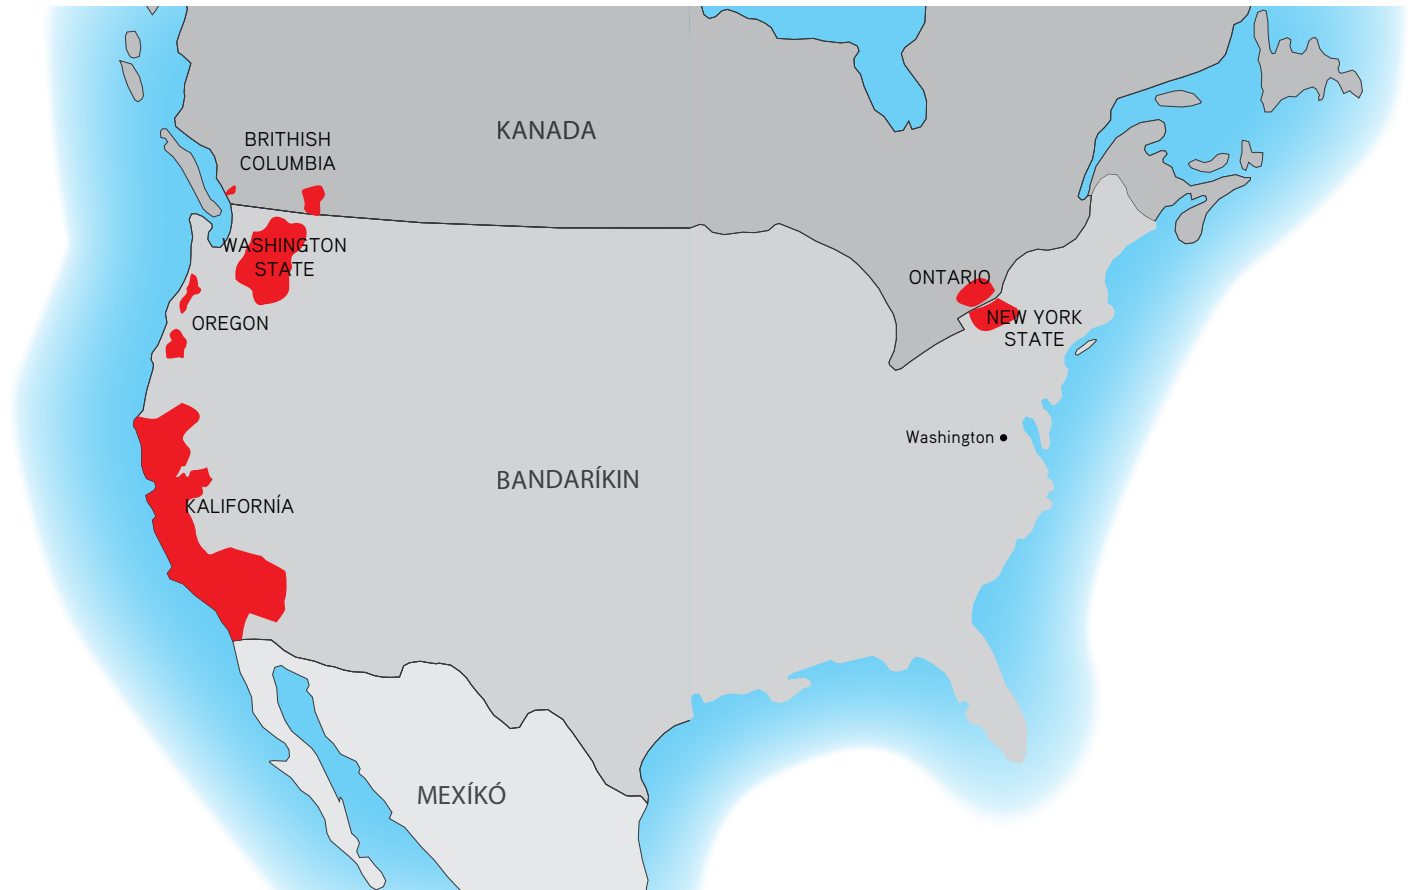 KANADA
BRITHISH
COLUMBIA
WASHINGTON
STATE
ONTARIO
NEW YORK
STATE
OREGON
Washington
BANDARÍKIN
KALIFORNÍA
MEXÍKÓ